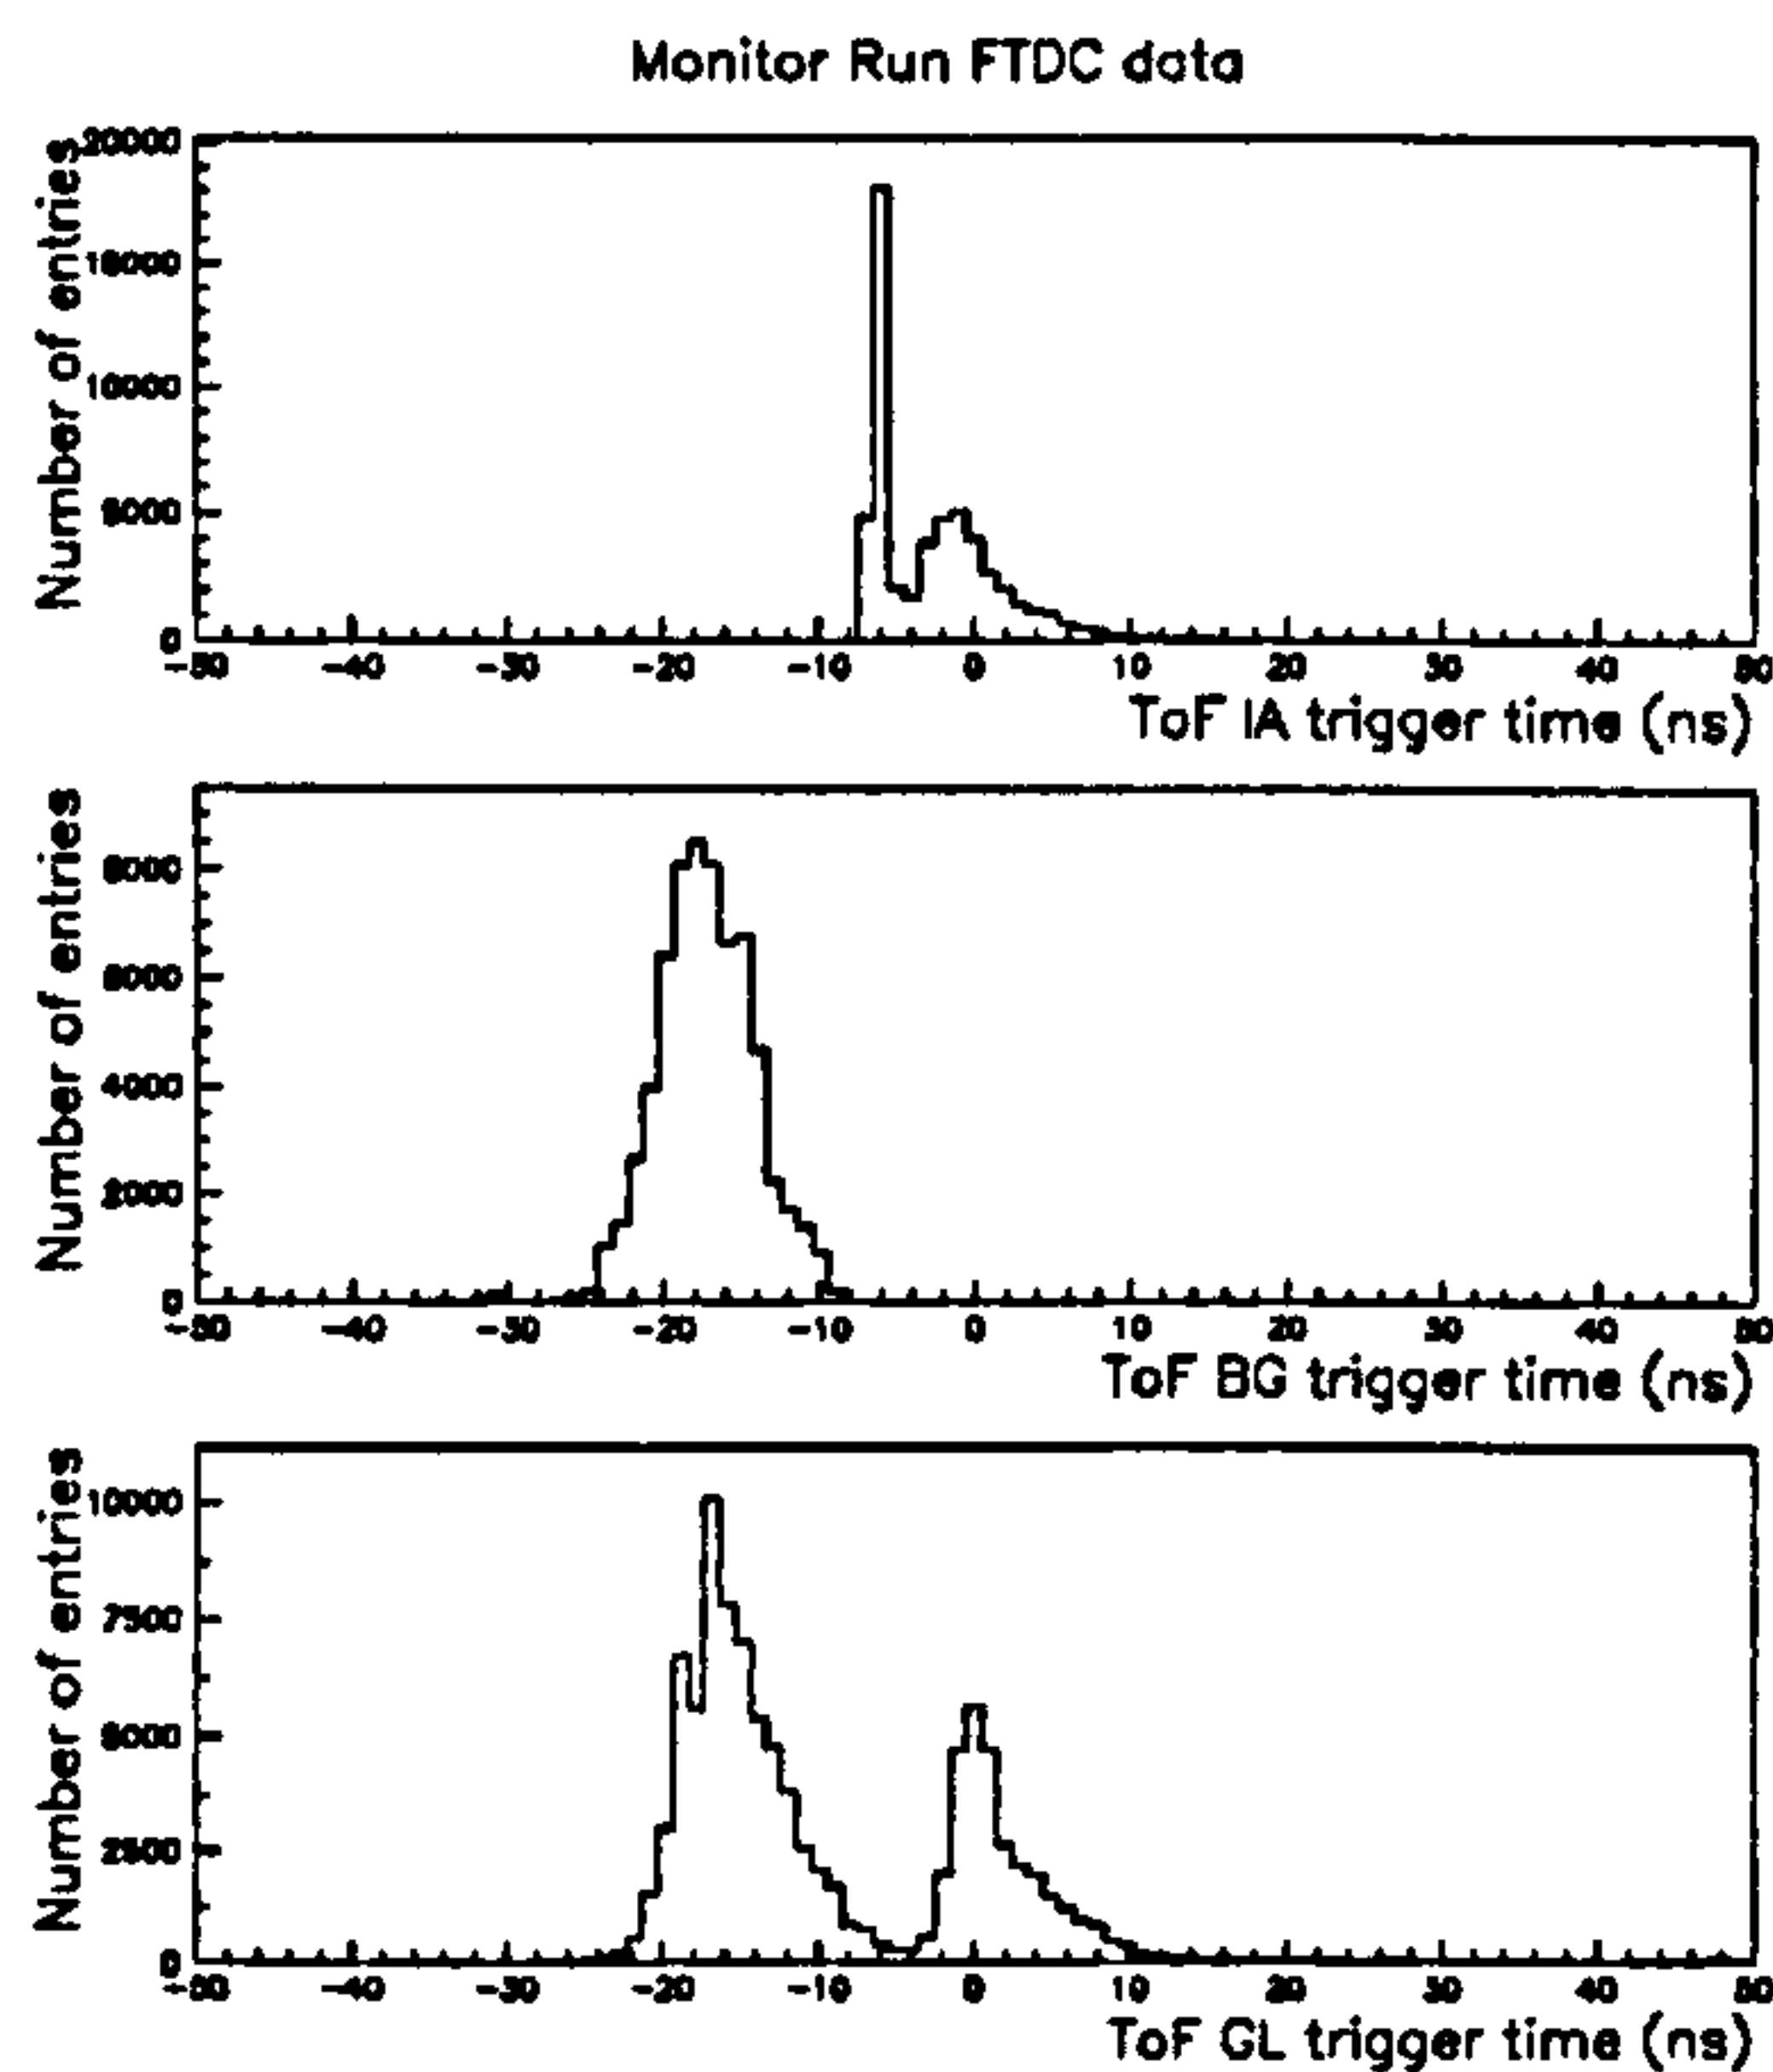 Monitor Run FTDC data
Number of entries
20000
15000
10000
5000
0
-50 -40 -30 -20 -10 0 10 20 30 40 50
ToF IA trigger time (ns)
Number of entries
8000
6000
4000
2000
0
-50 -40 -30 -20 -10 0 10 20 30 40 50
ToF BG trigger time (ns)
Number of entries
10000
7500
5000
2500
0
-50 -40 -30 -20 -10 0 10 20 30 40 50
ToF GL trigger time (ns)